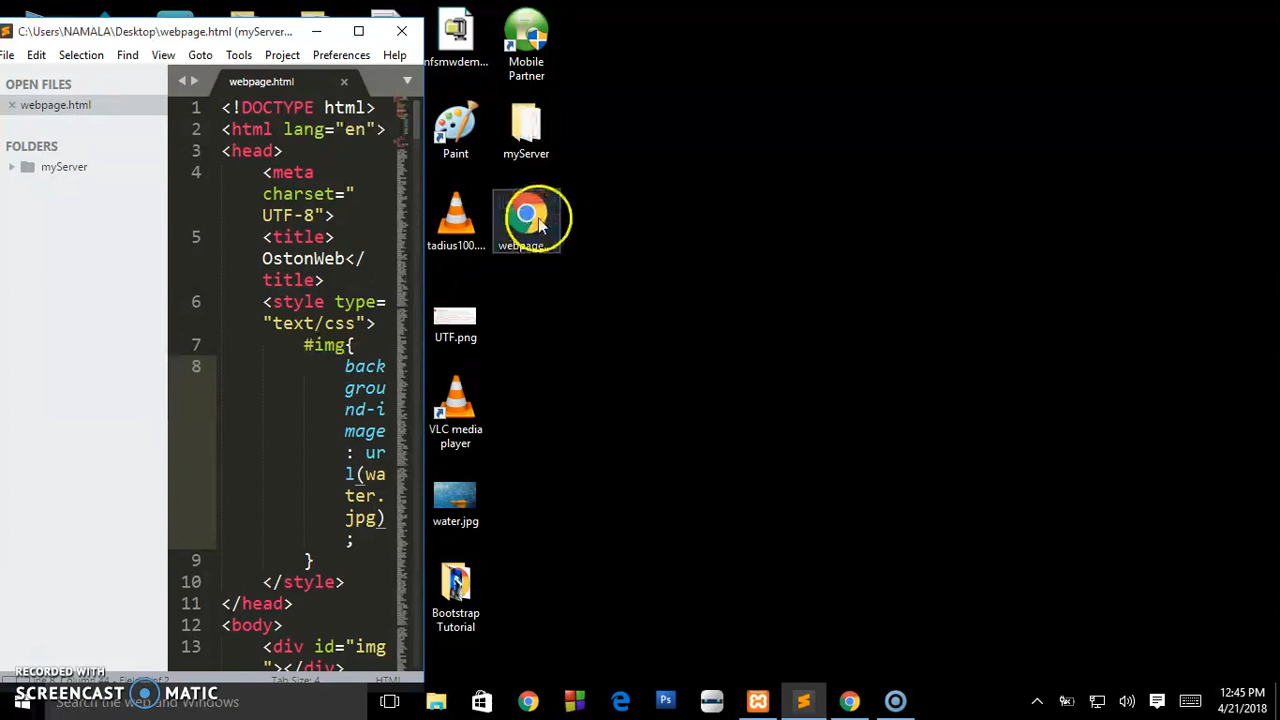 C:\Users\NAMALA\Desktop\webpage.html (myServer...
File Edit Selection Find View Goto Tools Project Preferences Help
OPEN FILES
webpage.html
FOLDERS
myServer
webpage.html
1 <!DOCTYPE html>
2 <html lang="en">
3 <head>
4 <meta
charset="
UTF-8">
5 <title>
OstonWeb</
title>
6 <style type=
"text/css">
7 #img{
8 back
grou
nd-i
mage
: ur
l(wa
ter.
jpg)
;
9 }
10 </style>
11 </head>
12 <body>
13 <div id="img
"></div>
Tab Size: 4 HTML
nfsmwdem...
Mobile
Partner
Paint
myServer
tadius100....
webpage...
UTF.png
VLC media
player
water.jpg
Bootstrap
Tutorial
RECORDED WITH
SCREENCAST MATIC
Search the web and Windows
Ps
12:45 PM
4/21/2018